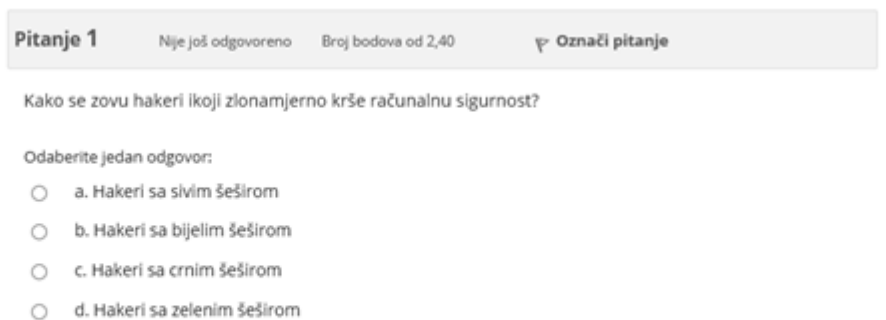 Pitanje 1 Nije još odgovoreno Broj bodova od 2,40 Označi pitanje
Kako se zovu hakeri ikoji zlonamjerno krše računalnu sigurnost?
Odaberite jedan odgovor:
a. Hakeri sa sivim šeširom
b. Hakeri sa bijelim šeširom
c. Hakeri sa crnim šeširom
d. Hakeri sa zelenim šeširom